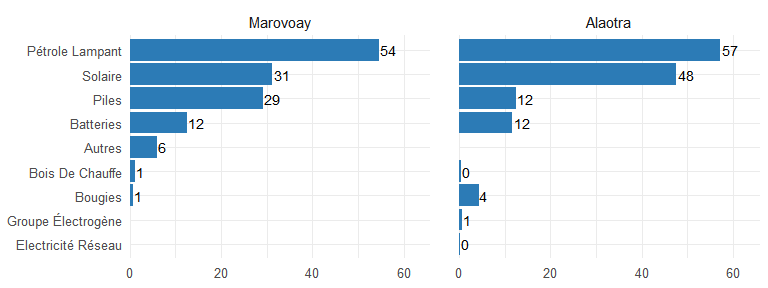 Marovoay Alaotra
Pétrole Lampant 54 57
Solaire 31 48
Piles 29 12
Batteries 12 12
Autres 6
Bois De Chauffe 1 0
Bougies 1 4
Groupe Électrogène 1
Electricité Réseau 0
0 20 40 60 0 20 40 60